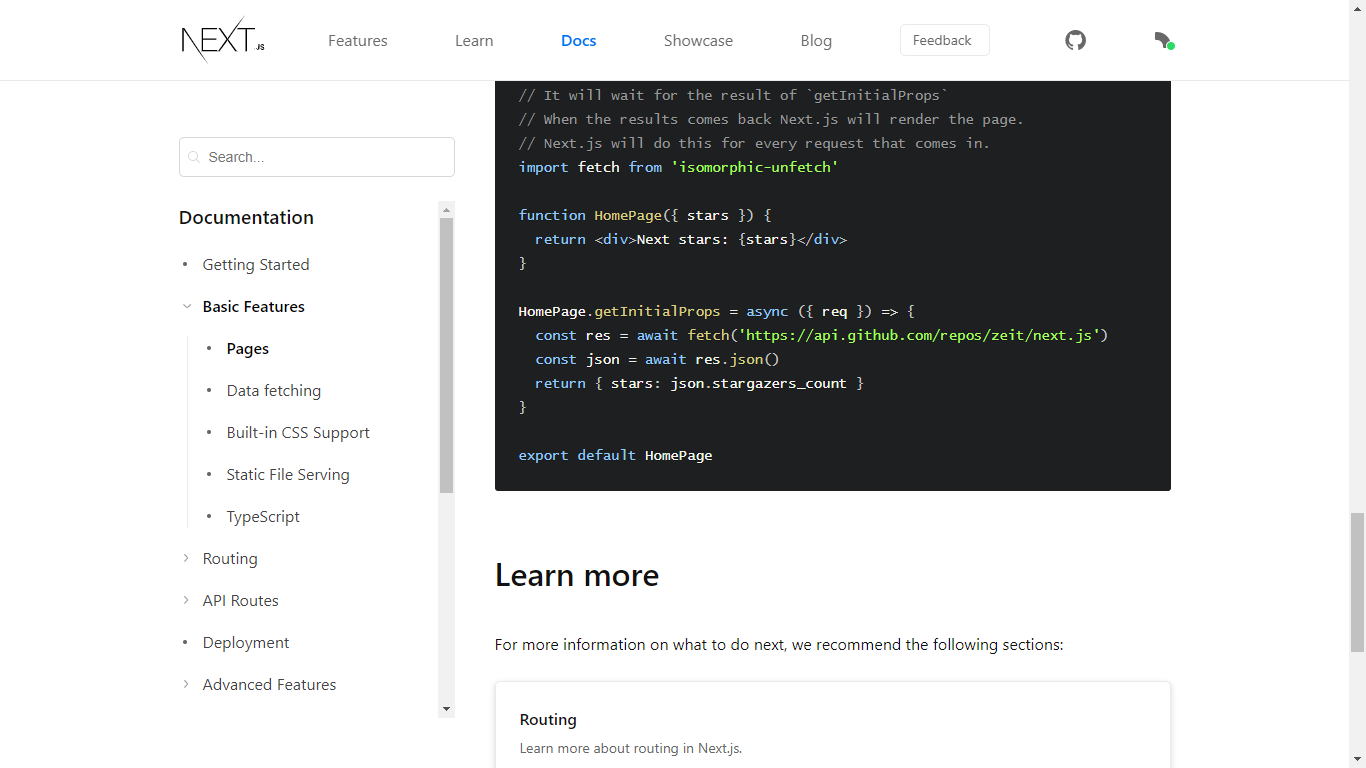 NEXT.JS
Features
Learn
Docs
Showcase
Blog
Feedback
Search...
Documentation
• Getting Started
Basic Features
• Pages
• Data fetching
• Built-in CSS Support
• Static File Serving
• TypeScript
Routing
API Routes
• Deployment
Advanced Features
// It will wait for the result of `getInitialProps`
// When the results comes back Next.js will render the page.
// Next.js will do this for every request that comes in.
import fetch from 'isomorphic-unfetch'

function HomePage({ stars }) {
  return <div>Next stars: {stars}</div>
}

HomePage.getInitialProps = async ({ req }) => {
  const res = await fetch('https://api.github.com/repos/zeit/next.js')
  const json = await res.json()
  return { stars: json.stargazers_count }
}

export default HomePage
Learn more
For more information on what to do next, we recommend the following sections:
Routing
Learn more about routing in Next.js.